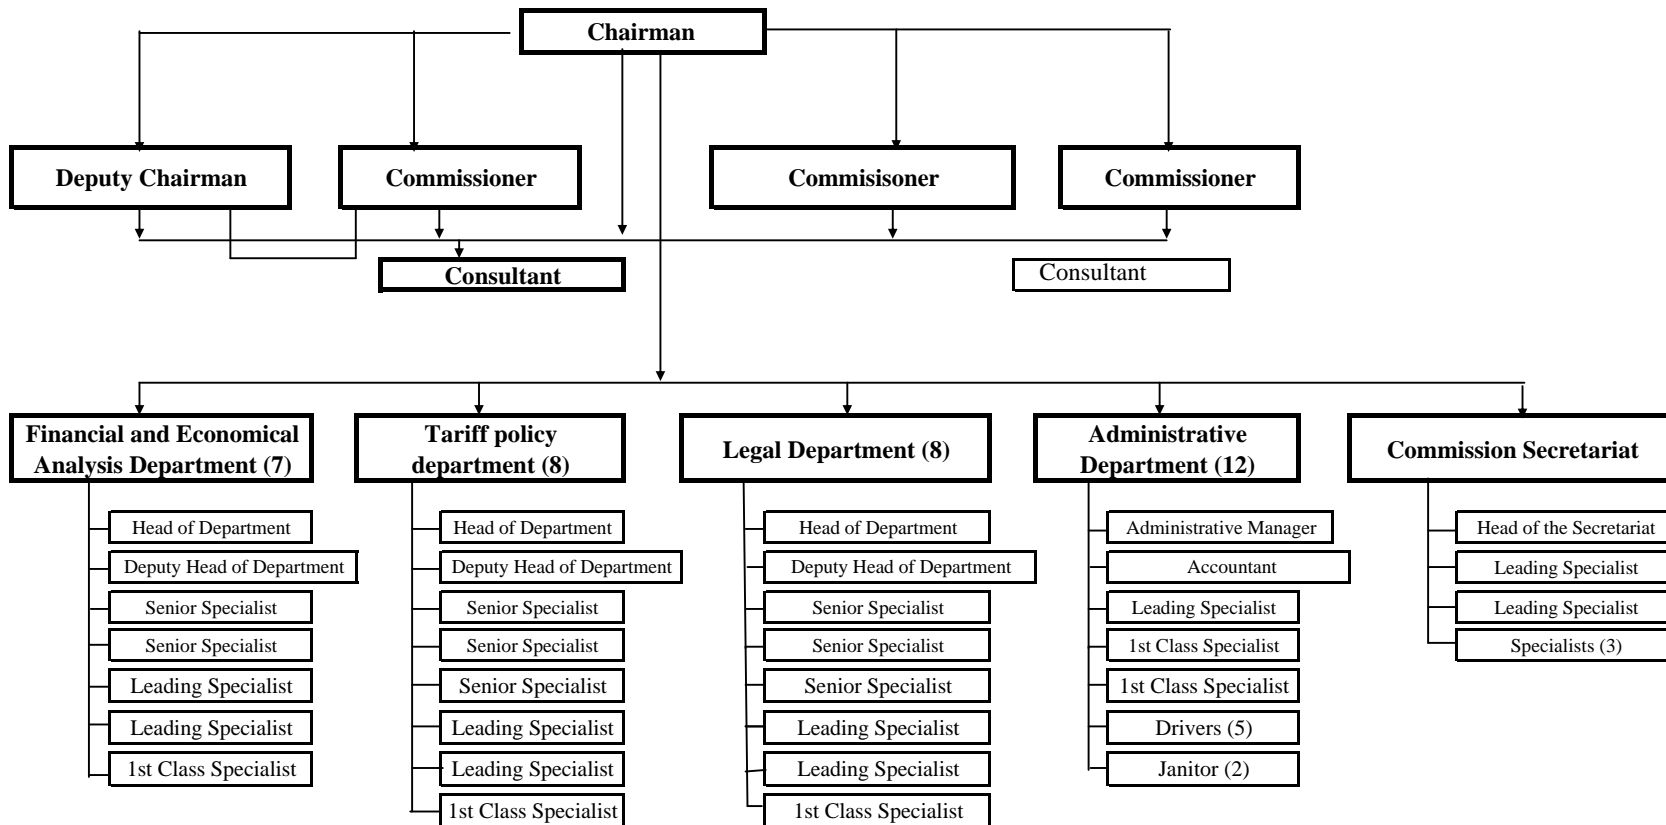 Chairman
Deputy Chairman
Commissioner
Commisisoner
Commissioner
Consultant
Consultant
Financial and Economical
Analysis Department (7)
Head of Department
Deputy Head of Department
Senior Specialist
Senior Specialist
Leading Specialist
Leading Specialist
1st Class Specialist
Tariff policy
department (8)
Head of Department
Deputy Head of Department
Senior Specialist
Senior Specialist
Senior Specialist
Leading Specialist
Leading Specialist
1st Class Specialist
Legal Department (8)
Head of Department
Deputy Head of Department
Senior Specialist
Senior Specialist
Senior Specialist
Leading Specialist
Leading Specialist
1st Class Specialist
Administrative
Department (12)
Administrative Manager
Accountant
Leading Specialist
1st Class Specialist
1st Class Specialist
Drivers (5)
Janitor (2)
Commission Secretariat
Head of the Secretariat
Leading Specialist
Leading Specialist
Specialists (3)